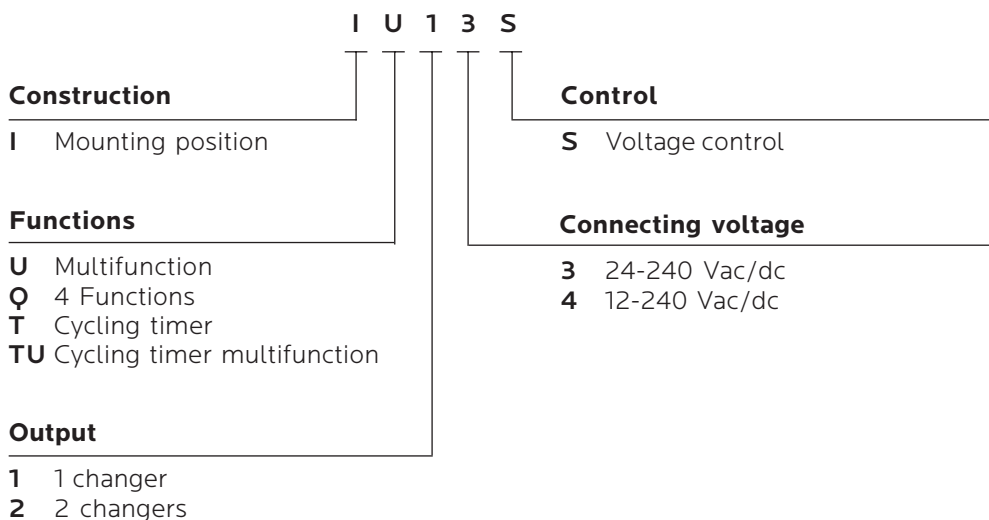 I U 1 3 S
Construction
I Mounting position
Functions
U Multifunction
Q 4 Functions
T Cycling timer
TU Cycling timer multifunction
Output
1 1 changer
2 2 changers
Control
S Voltage control
Connecting voltage
3 24-240 Vac/dc
4 12-240 Vac/dc